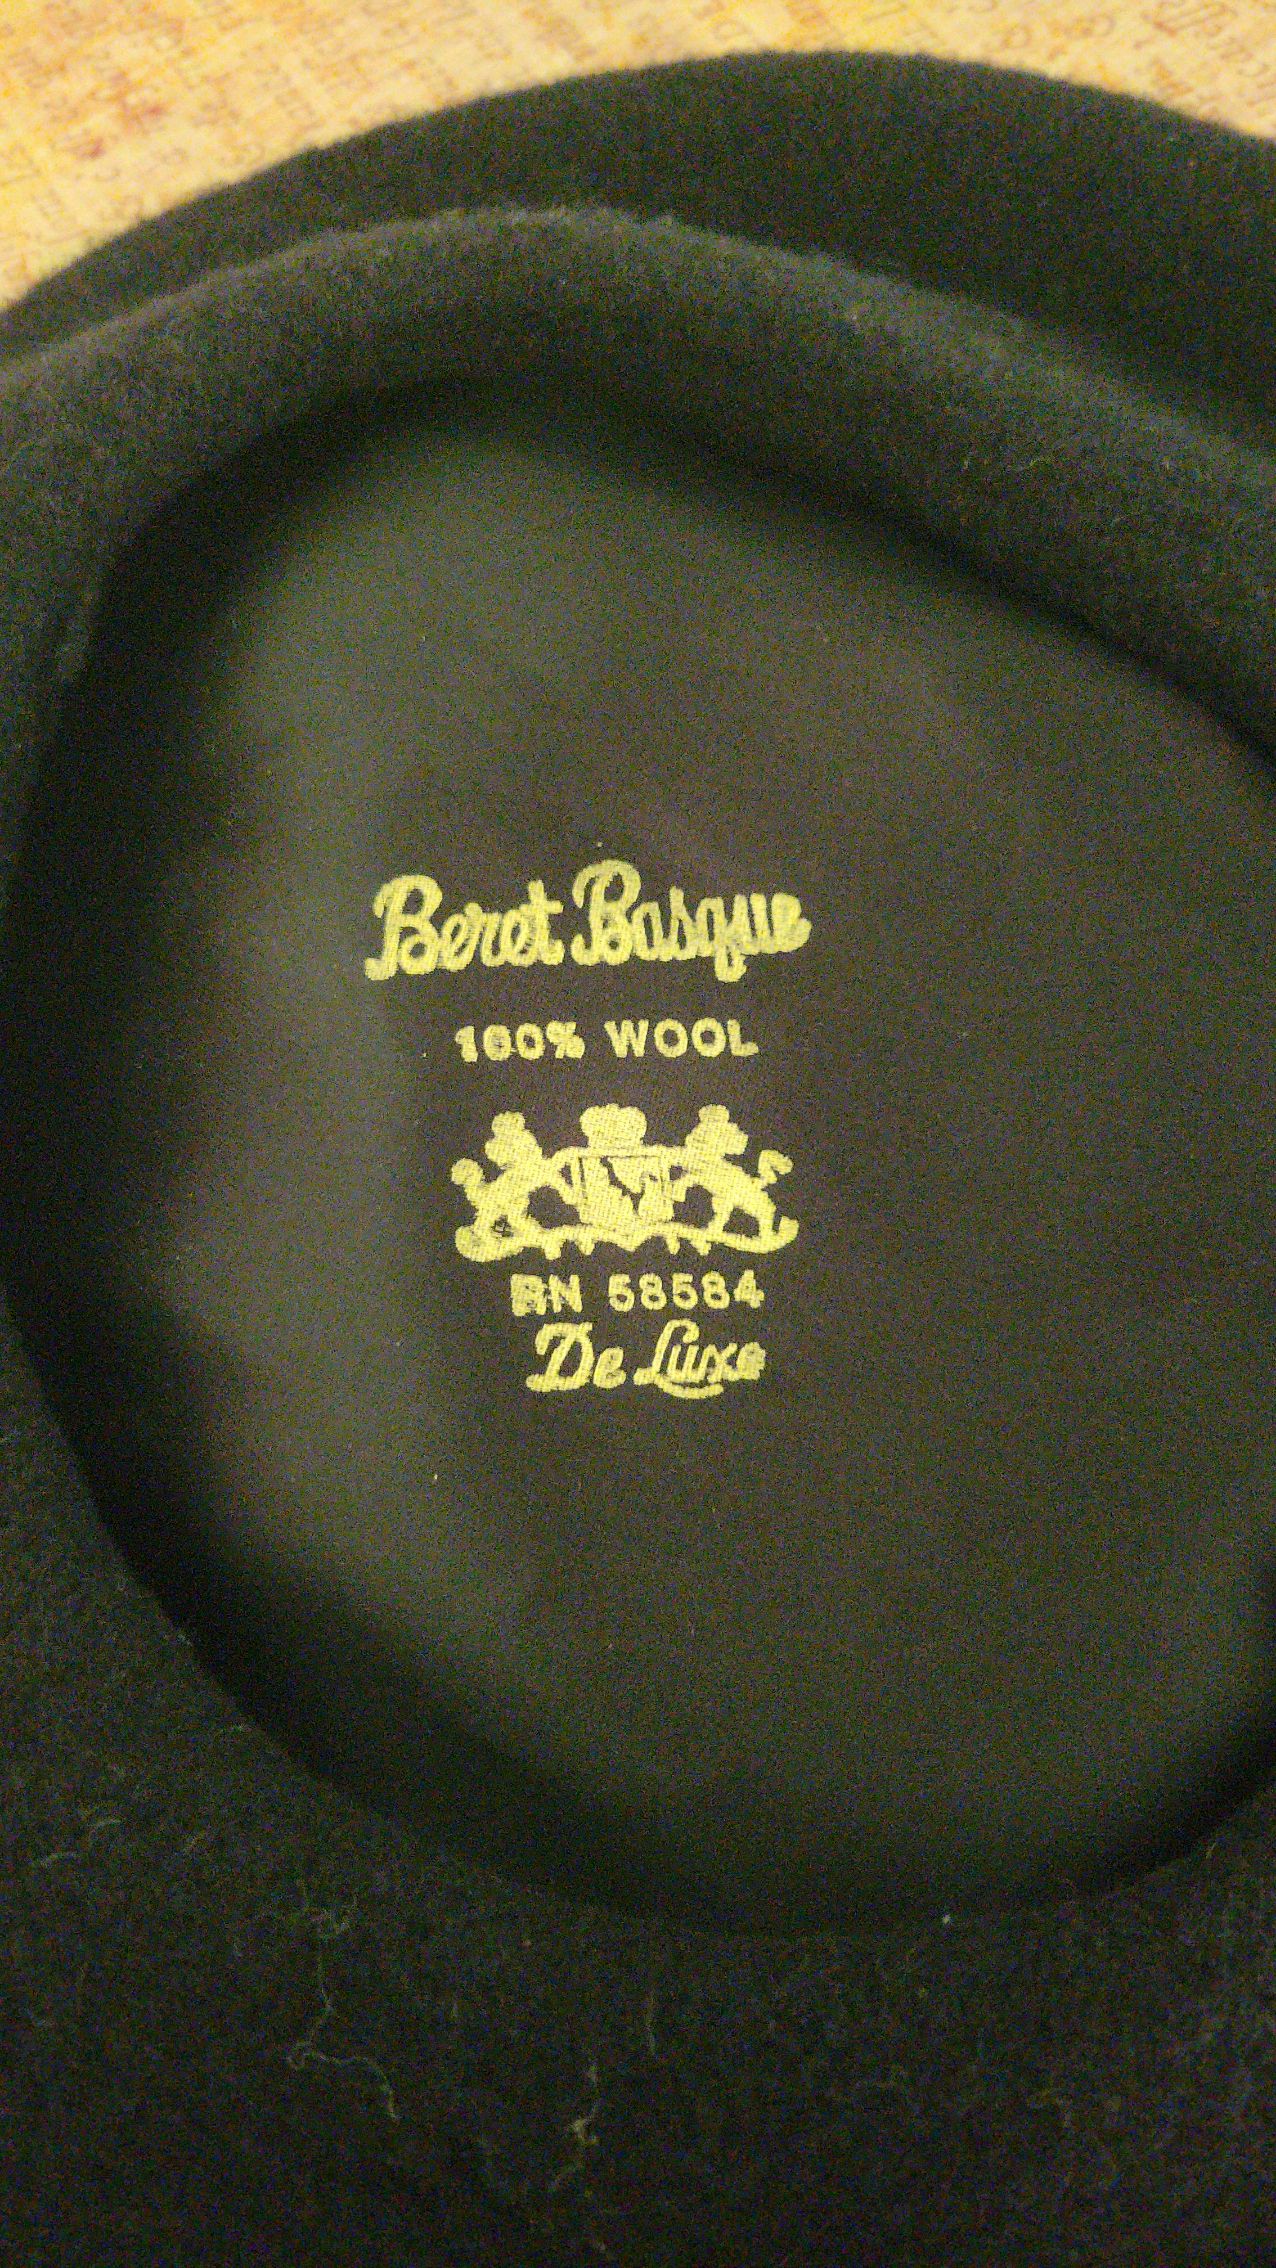 Beret Basque
100% WOOL
RN 58584
De Luxe